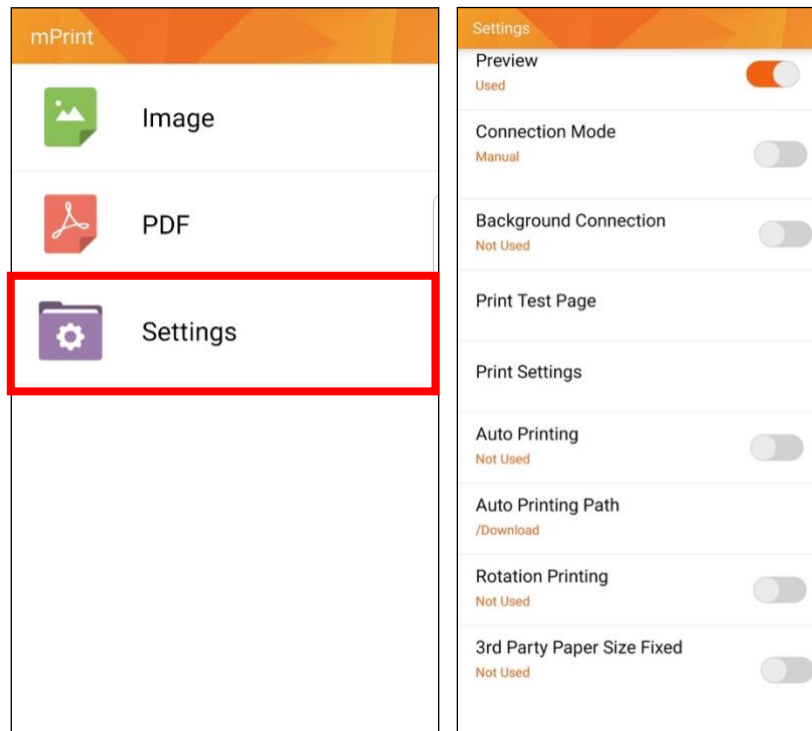 mPrint
Image
PDF
Settings
Settings
Preview
Used
Connection Mode
Manual
Background Connection
Not Used
Print Test Page
Print Settings
Auto Printing
Not Used
Auto Printing Path
/Download
Rotation Printing
Not Used
3rd Party Paper Size Fixed
Not Used